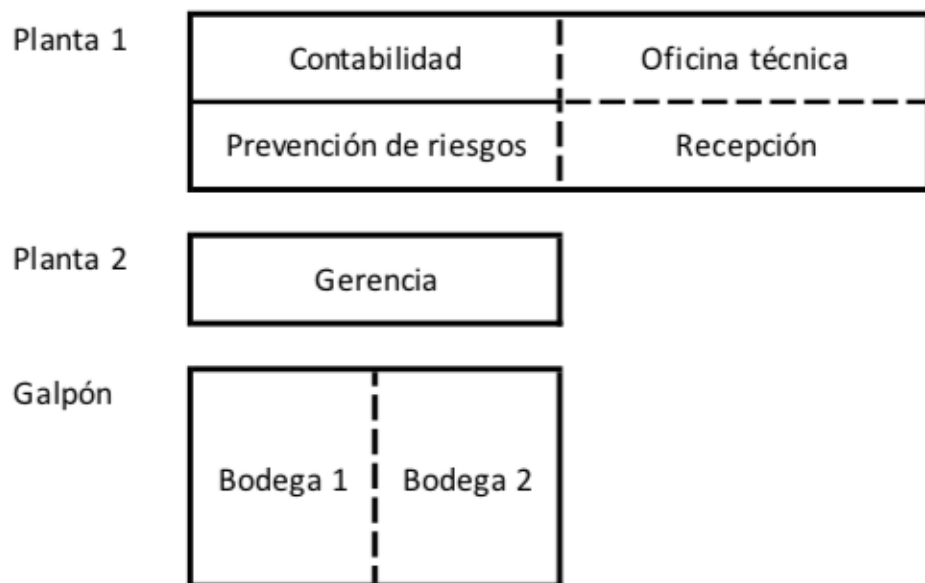 Planta 1
Contabilidad
Oficina técnica
Prevención de riesgos
Recepción
Planta 2
Gerencia
Galpón
Bodega 1
Bodega 2